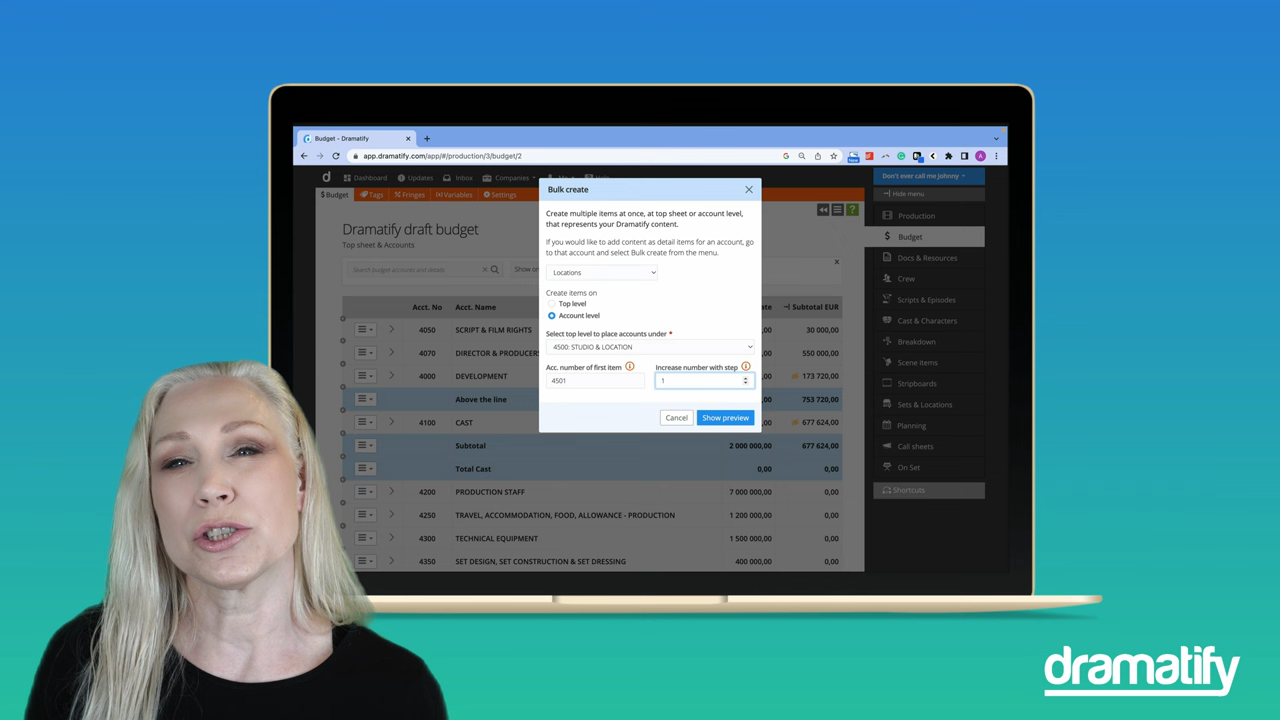 Budget - Dramatify
app.dramatify.com/app/#/production/3/budget/2
Dashboard Updates Inbox Companies
Don't ever call me Johnny
$ Budget Tags Fringes Variables Settings
Hide menu
Dramatify draft budget
Top sheet & Accounts
Search budget accounts and details
Acct. No Acct. Name Subtotal EUR
4050 SCRIPT & FILM RIGHTS 30 000,00
4070 DIRECTOR & PRODUCERS 550 000,00
4000 DEVELOPMENT 173 720,00
Above the line 753 720,00
4100 CAST 677 624,00
Subtotal 2 000 000,00 677 624,00
Total Cast 0,00 0,00
4200 PRODUCTION STAFF 7 000 000,00 0,00
4250 TRAVEL, ACCOMMODATION, FOOD, ALLOWANCE - PRODUCTION 1 200 000,00 0,00
4300 TECHNICAL EQUIPMENT 1 500 000,00 0,00
4350 SET DESIGN, SET CONSTRUCTION & SET DRESSING 400 000,00 0,00
Bulk create
Create multiple items at once, at top sheet or account level,
that represents your Dramatify content.
If you would like to add content as detail items for an account, go
to that account and select Bulk create from the menu.
Locations
Create items on
Top level
Account level
Select top level to place accounts under *
4500: STUDIO & LOCATION
Acc. number of first item Increase number with step
4501 1
Cancel Show preview
Production
$ Budget
Docs & Resources
Crew
Scripts & Episodes
Cast & Characters
Breakdown
Scene items
Stripboards
Sets & Locations
Planning
Call sheets
On Set
Shortcuts
dramatify